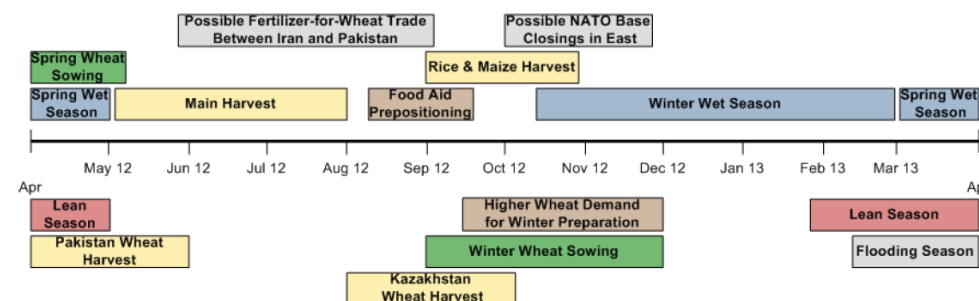 Possible Fertilizer-for-Wheat Trade
Between Iran and Pakistan
Possible NATO Base
Closings in East
Spring Wheat
Sowing
Rice & Maize Harvest
Spring Wet
Season
Main Harvest
Food Aid
Prepositioning
Winter Wet Season
Spring Wet
Season
May 12
Jun 12
Jul 12
Aug 12
Sep 12
Oct 12
Nov 12
Dec 12
Jan 13
Feb 13
Mar 13
Apr
Lean
Season
Higher Wheat Demand
for Winter Preparation
Lean Season
Pakistan Wheat
Harvest
Winter Wheat Sowing
Flooding Season
Kazakhstan
Wheat Harvest